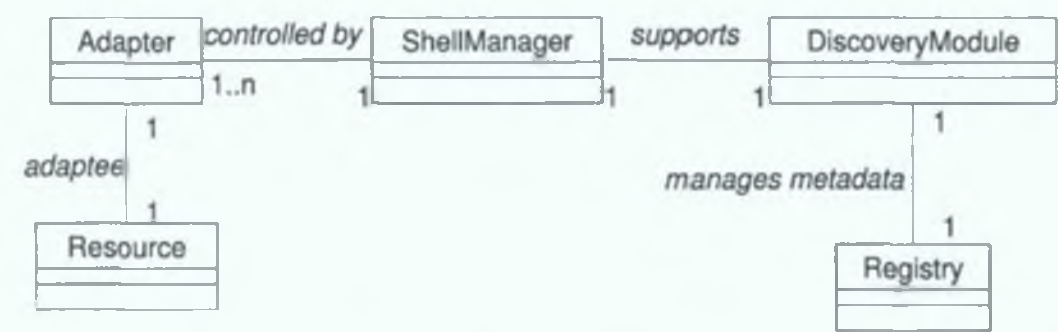 Adapter controlled by ShellManager supports DiscoveryModule
1..n 1 1 1
1 1
adaptee manages metadata
1 1
Resource Registry